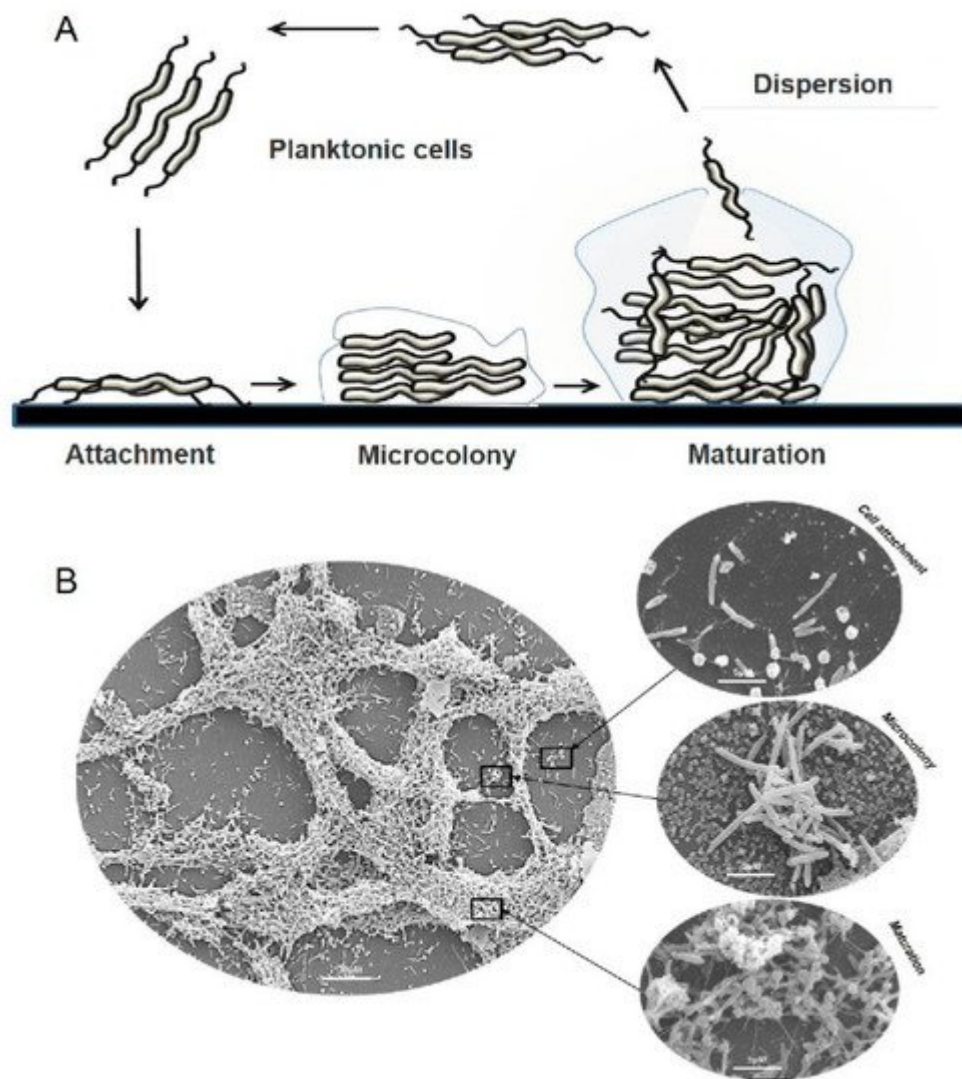 A
Dispersion
Planktonic cells
Attachment
Microcolony
Maturation
B
Cell attachment
Microcolony
Maturation